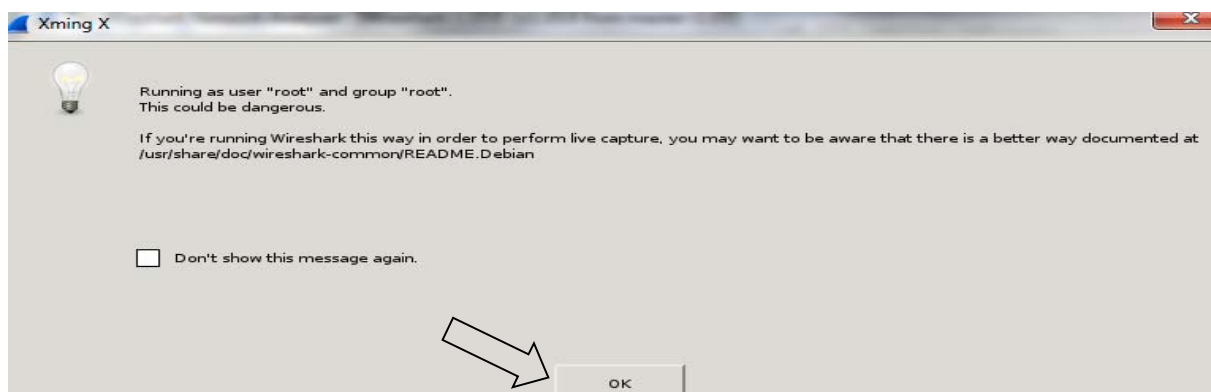 Xming X
Running as user "root" and group "root".
This could be dangerous.
If you're running Wireshark this way in order to perform live capture, you may want to be aware that there is a better way documented at
/usr/share/doc/wireshark-common/README.Debian
Don't show this message again.
OK